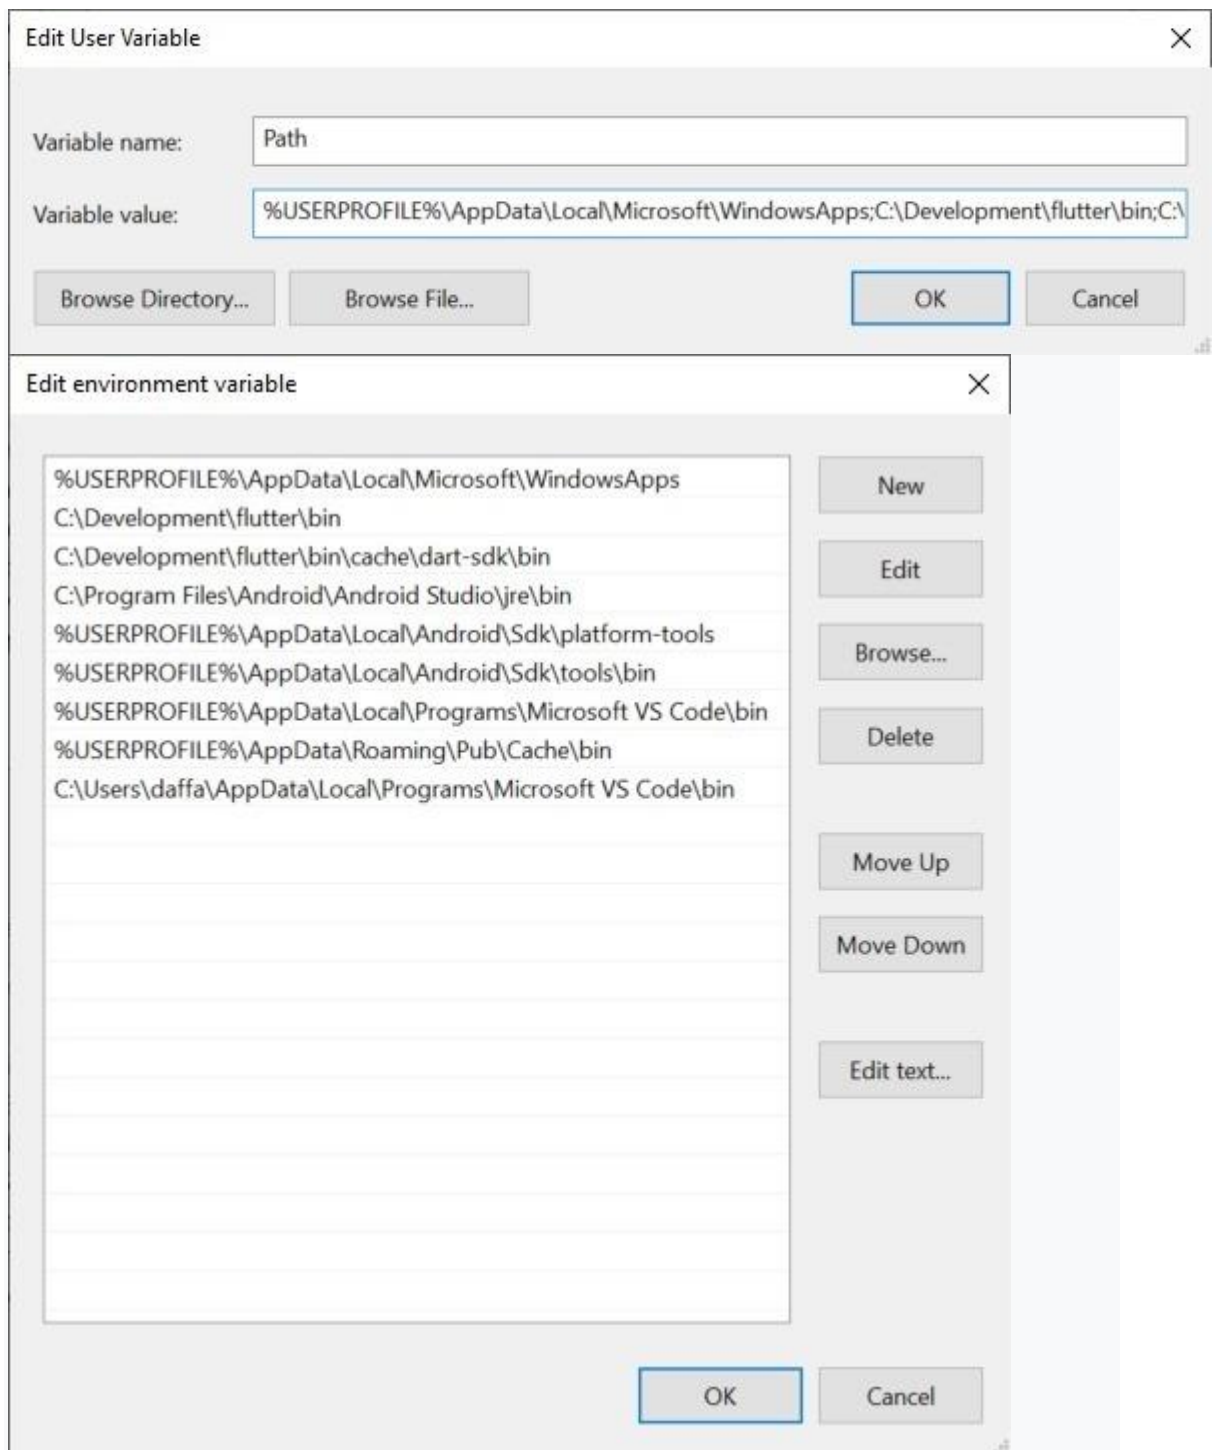 Edit User Variable
Variable name:
Path
Variable value:
%USERPROFILE%\AppData\Local\Microsoft\WindowsApps;C:\Development\flutter\bin;C:\
Browse Directory...
Browse File...
OK
Cancel
Edit environment variable
%USERPROFILE%\AppData\Local\Microsoft\WindowsApps
C:\Development\flutter\bin
C:\Development\flutter\bin\cache\dart-sdk\bin
C:\Program Files\Android\Android Studio\jre\bin
%USERPROFILE%\AppData\Local\Android\Sdk\platform-tools
%USERPROFILE%\AppData\Local\Android\Sdk\tools\bin
%USERPROFILE%\AppData\Local\Programs\Microsoft VS Code\bin
%USERPROFILE%\AppData\Roaming\Pub\Cache\bin
C:\Users\daffa\AppData\Local\Programs\Microsoft VS Code\bin
New
Edit
Browse...
Delete
Move Up
Move Down
Edit text...
OK
Cancel